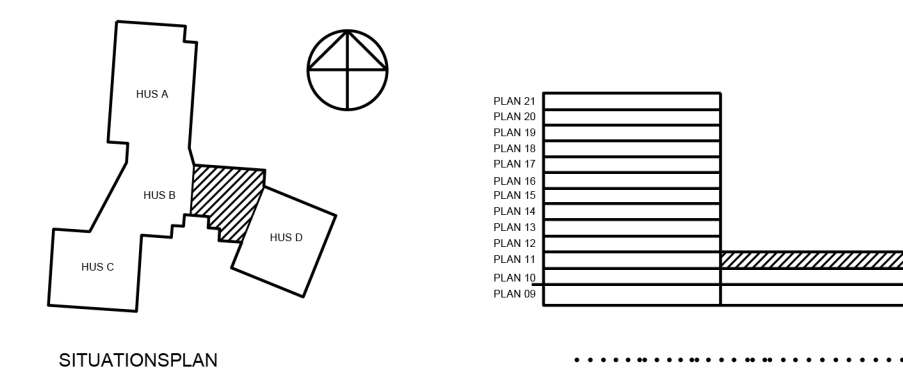 HUS A
HUS B
HUS D
HUS C
SITUATIONSPLAN
PLAN 21
PLAN 20
PLAN 19
PLAN 18
PLAN 17
PLAN 16
PLAN 15
PLAN 14
PLAN 13
PLAN 12
PLAN 11
PLAN 10
PLAN 09